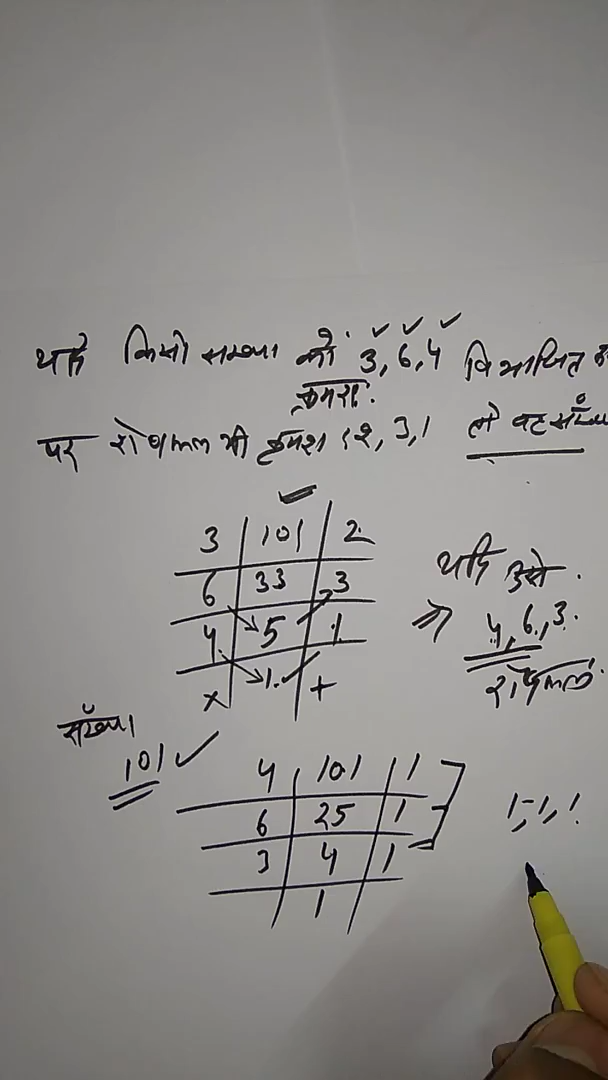 यदि किसी संख्या को 3, 6, 4 विभाजित
क्रमशः
पर शेषफल भी क्रमशः 2, 3, 1 तो वह संख्या
3 101 2
6 33 3
4 5 1
1
× +
यदि उसे
⇒ 4, 6, 3
शेषफल
संख्या
101 ✓
4 101 1
6 25 1
3 4 1
1
1, 1, 1